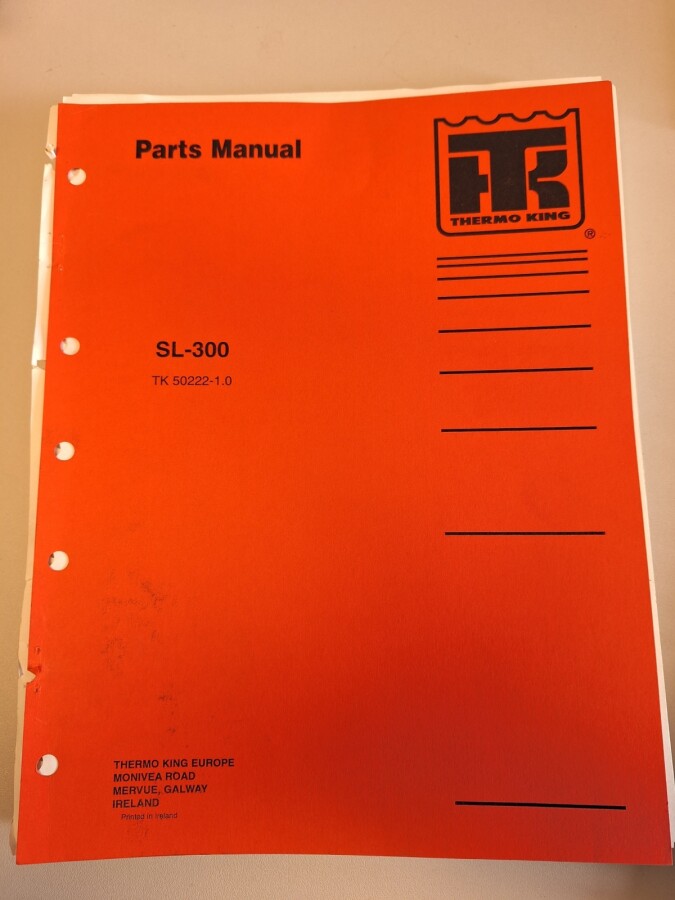 Parts Manual
TK
THERMO KING
®
SL-300
TK 50222-1.0
THERMO KING EUROPE
MONIVEA ROAD
MERVUE, GALWAY
IRELAND
Printed in Ireland